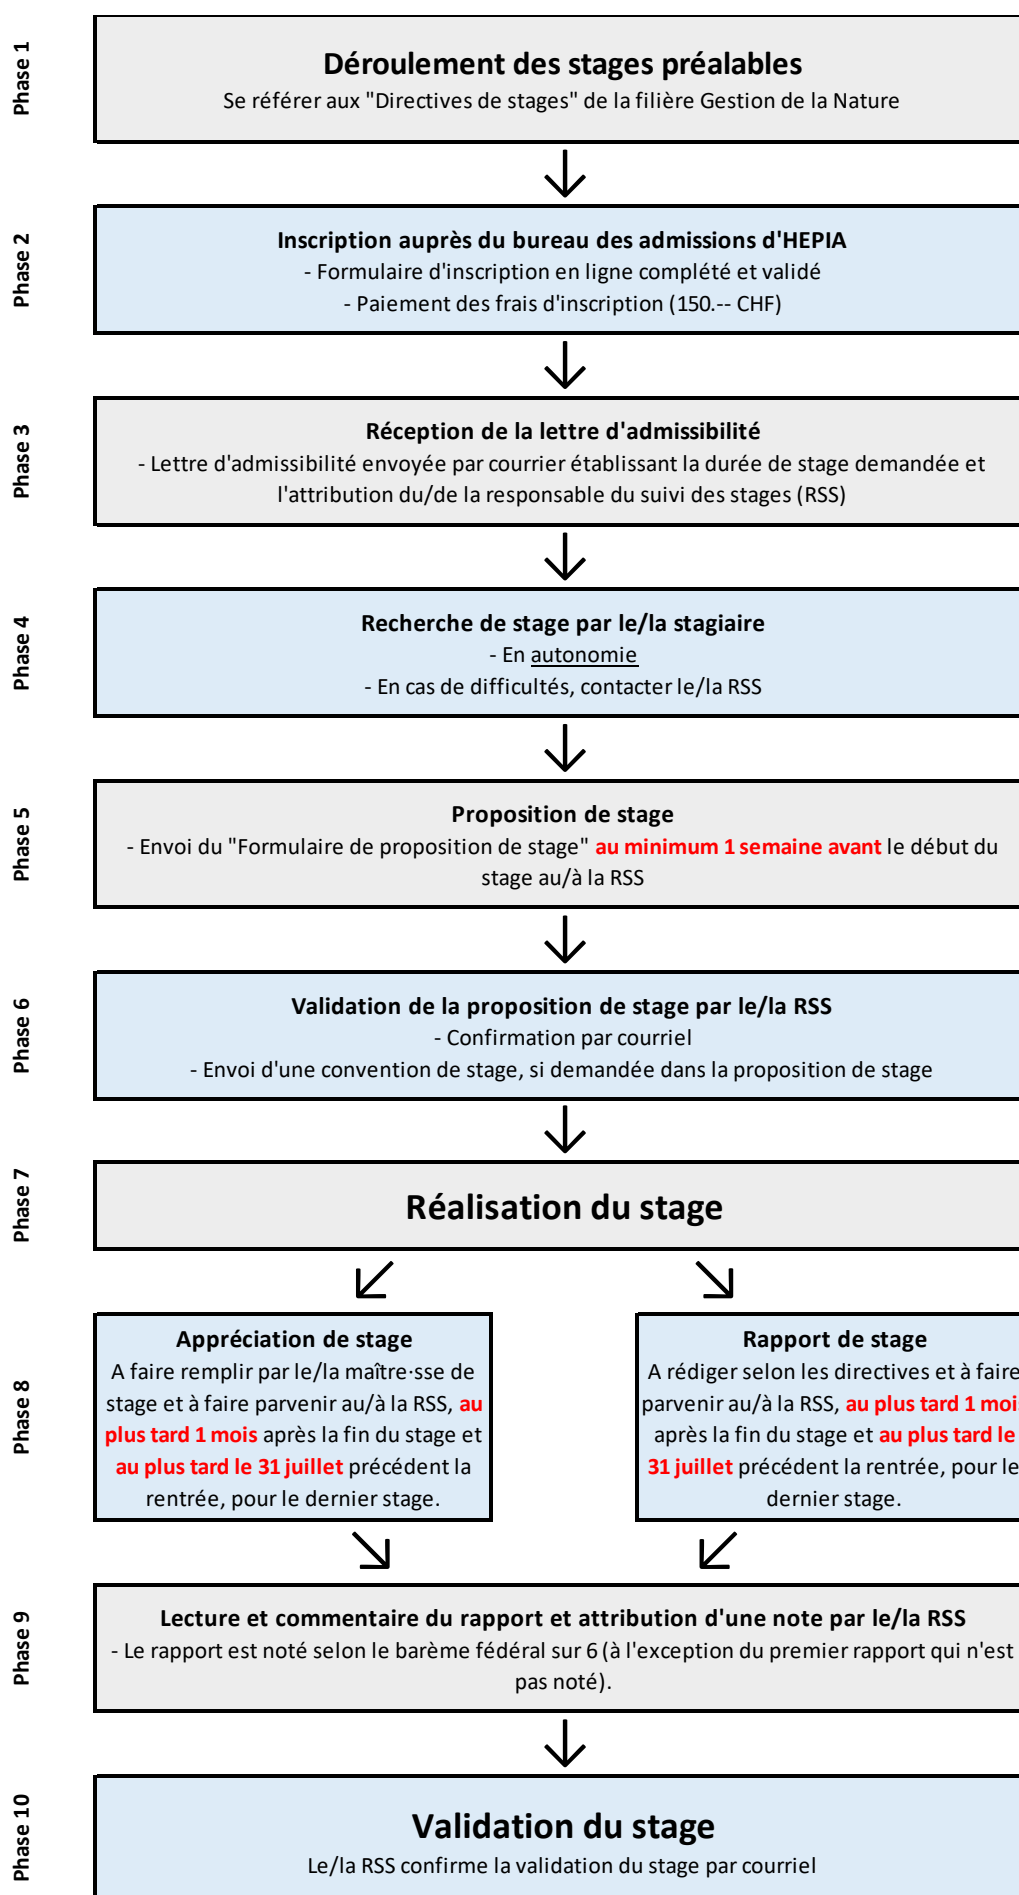 Phase 1
Déroulement des stages préalables
Se référer aux "Directives de stages" de la filière Gestion de la Nature
Phase 2
Inscription auprès du bureau des admissions d'HEPIA
- Formulaire d'inscription en ligne complété et validé
- Paiement des frais d'inscription (150.-- CHF)
Phase 3
Réception de la lettre d'admissibilité
- Lettre d'admissibilité envoyée par courrier établissant la durée de stage demandée et
l'attribution du/de la responsable du suivi des stages (RSS)
Phase 4
Recherche de stage par le/la stagiaire
- En autonomie
- En cas de difficultés, contacter le/la RSS
Phase 5
Proposition de stage
- Envoi du "Formulaire de proposition de stage" au minimum 1 semaine avant le début du
stage au/à la RSS
Phase 6
Validation de la proposition de stage par le/la RSS
- Confirmation par courriel
- Envoi d'une convention de stage, si demandée dans la proposition de stage
Phase 7
Réalisation du stage
Phase 8
Appréciation de stage
A faire remplir par le/la maître·sse de
stage et à faire parvenir au/à la RSS, au
plus tard 1 mois après la fin du stage et
au plus tard le 31 juillet précédent la
rentrée, pour le dernier stage.
Rapport de stage
A rédiger selon les directives et à faire
parvenir au/à la RSS, au plus tard 1 mois
après la fin du stage et au plus tard le
31 juillet précédent la rentrée, pour le
dernier stage.
Phase 9
Lecture et commentaire du rapport et attribution d'une note par le/la RSS
- Le rapport est noté selon le barème fédéral sur 6 (à l'exception du premier rapport qui n'est
pas noté).
Phase 10
Validation du stage
Le/la RSS confirme la validation du stage par courriel